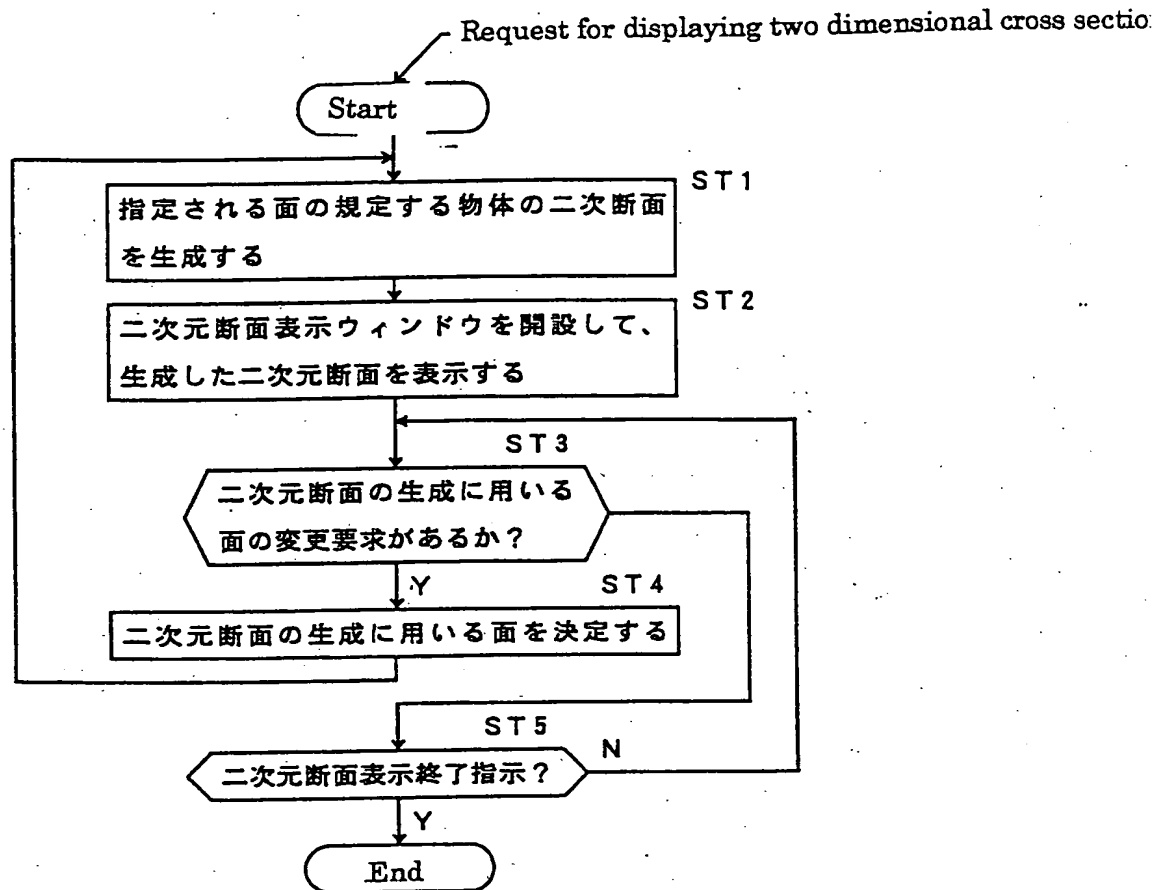 Request for displaying two dimensional cross sectio
Start
ST1
指定される面の規定する物体の二次断面
を生成する
ST2
二次元断面表示ウィンドウを開設して、
生成した二次元断面を表示する
ST3
二次元断面の生成に用いる
面の変更要求があるか?
Y
ST4
二次元断面の生成に用いる面を決定する
ST5
二次元断面表示終了指示?
N
Y
End